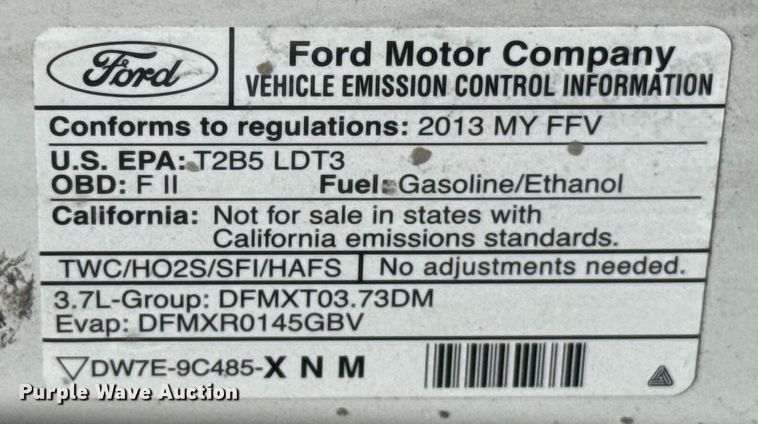 Ford
Ford Motor Company
VEHICLE EMISSION CONTROL INFORMATION
Conforms to regulations: 2013 MY FFV
U.S. EPA: T2B5 LDT3
OBD: F II Fuel: Gasoline/Ethanol
California: Not for sale in states with
California emissions standards.
TWC/HO2S/SFI/HAFS No adjustments needed.
3.7L-Group: DFMXT03.73DM
Evap: DFMXR0145GBV
▽DW7E-9C485-X N M
Purple Wave Auction